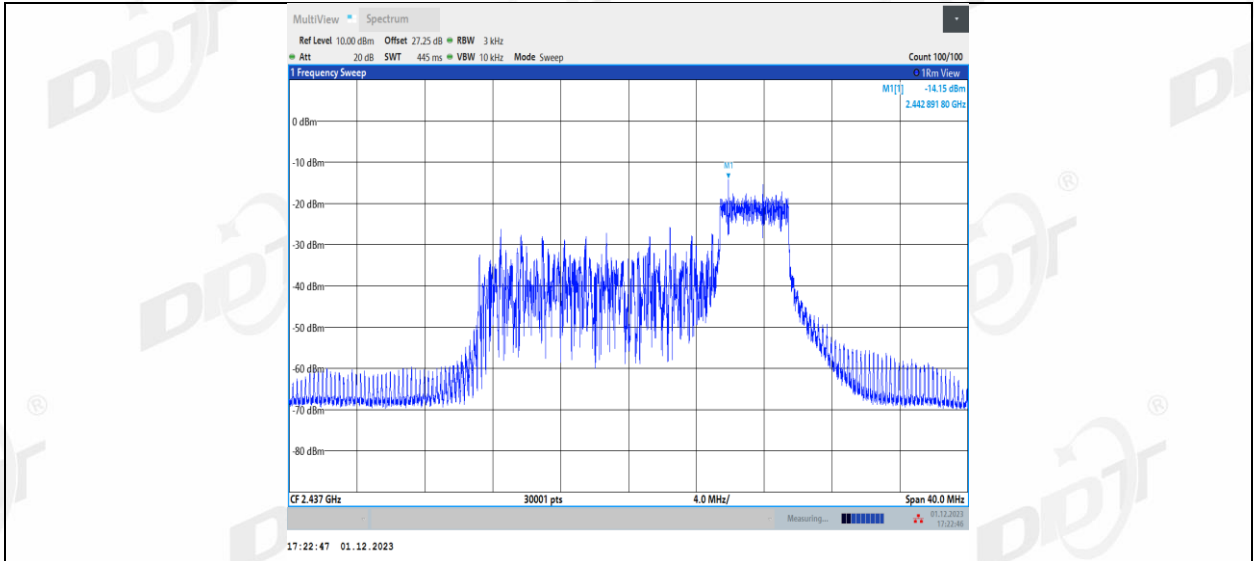 MultiView Spectrum
Ref Level 10.00 dBm Offset 27.25 dB RBW 3 kHz
Att 20 dB SWT 445 ms VBW 10 kHz Mode Sweep Count 100/100
1 Frequency Sweep 1Rm View
M1[1] -14.15 dBm
2.442 891 80 GHz
0 dBm
-10 dBm
M1
-20 dBm
-30 dBm
-40 dBm
-50 dBm
-60 dBm
-70 dBm
-80 dBm
CF 2.437 GHz 30001 pts 4.0 MHz/ Span 40.0 MHz
Measuring... 01.12.2023
17:22:46
17:22:47 01.12.2023
DDT
®